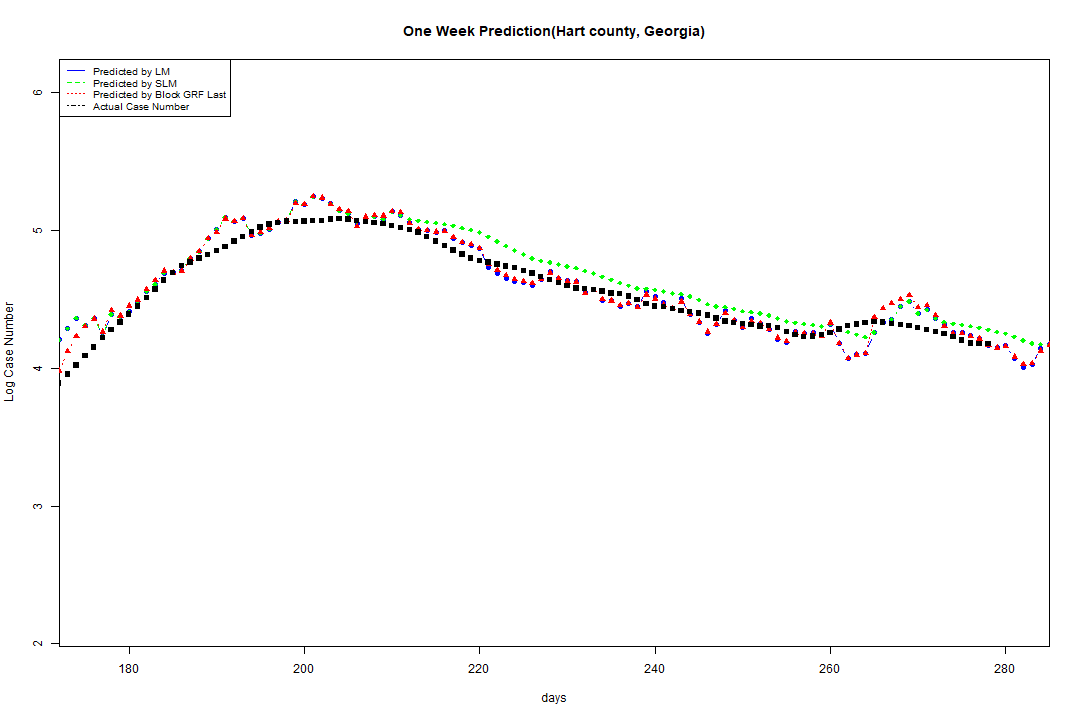 One Week Prediction(Hart county, Georgia)
Predicted by LM
Predicted by SLM
Predicted by Block GRF Last
Actual Case Number
6
5
4
3
2
Log Case Number
180 200 220 240 260 280
days